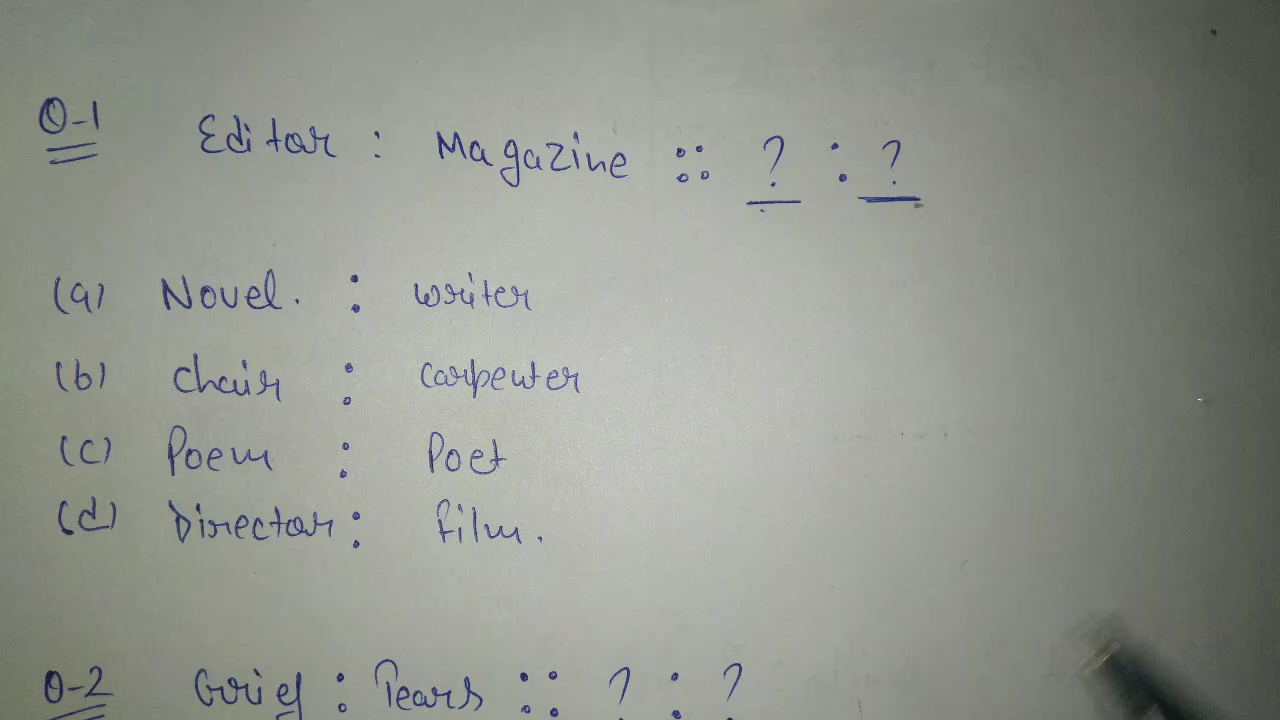 Q-1 Editor : Magazine :: ? : ?
(a) Novel. : writer
(b) chair : carpenter
(c) Poem : Poet
(d) Director : film.
Q-2 Grief : Tears :: ? : ?